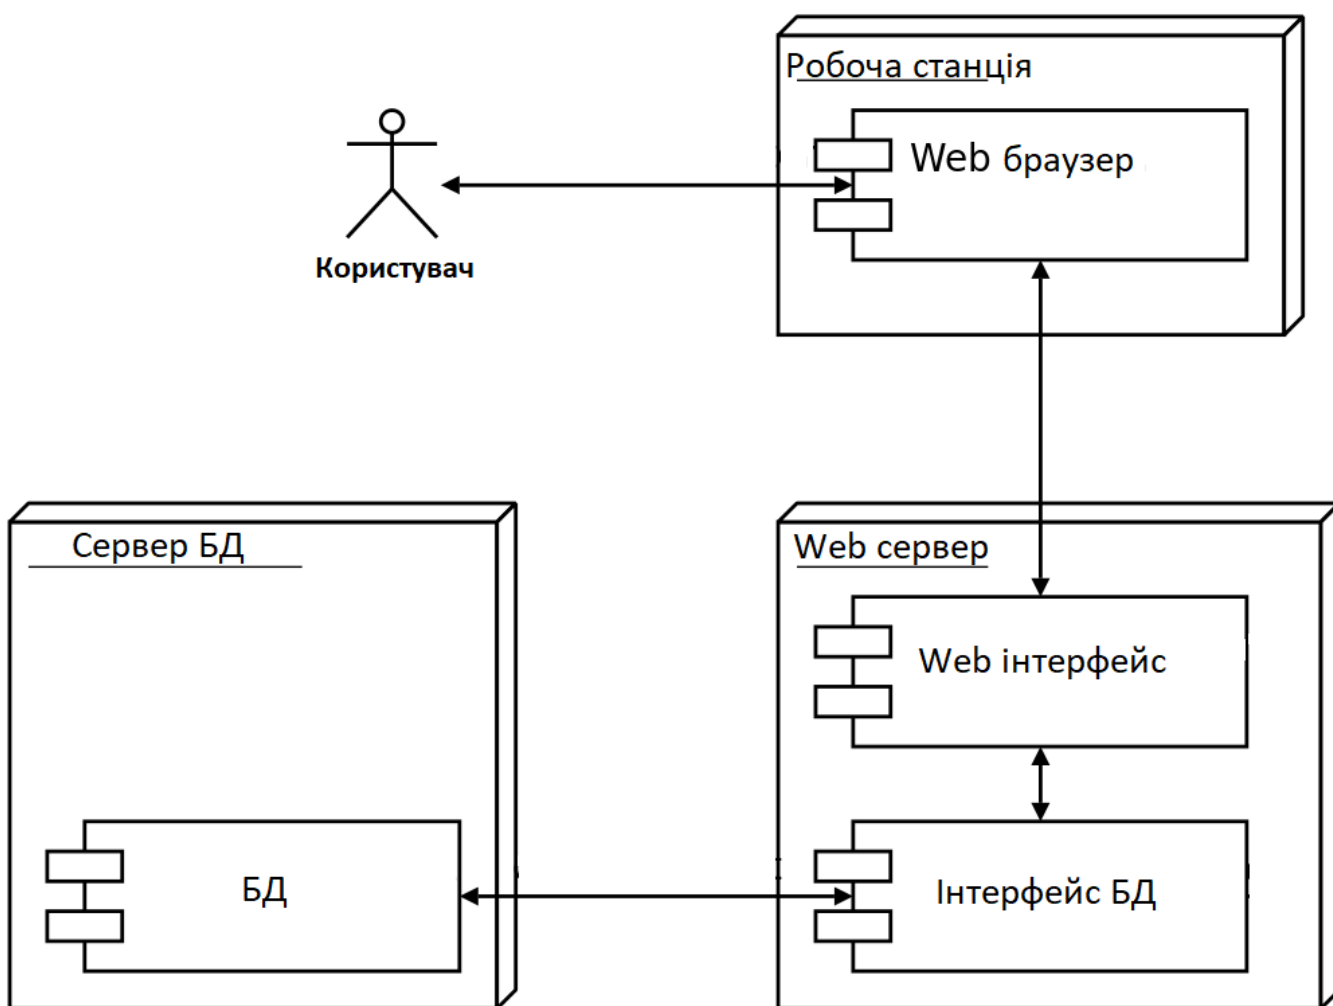 Робоча станція
Web браузер
Користувач
Сервер БД
Web сервер
Web інтерфейс
БД
Інтерфейс БД